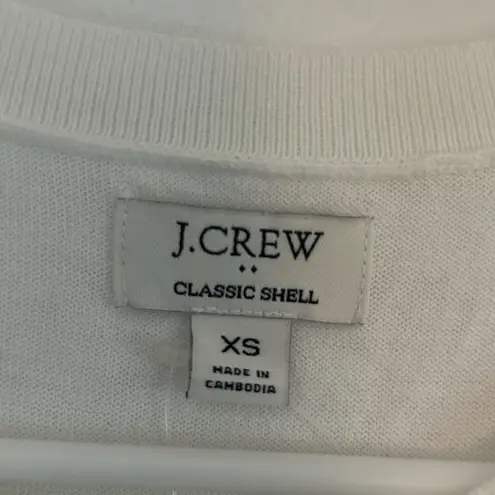 J.CREW
CLASSIC SHELL
XS
MADE IN
CAMBODIA